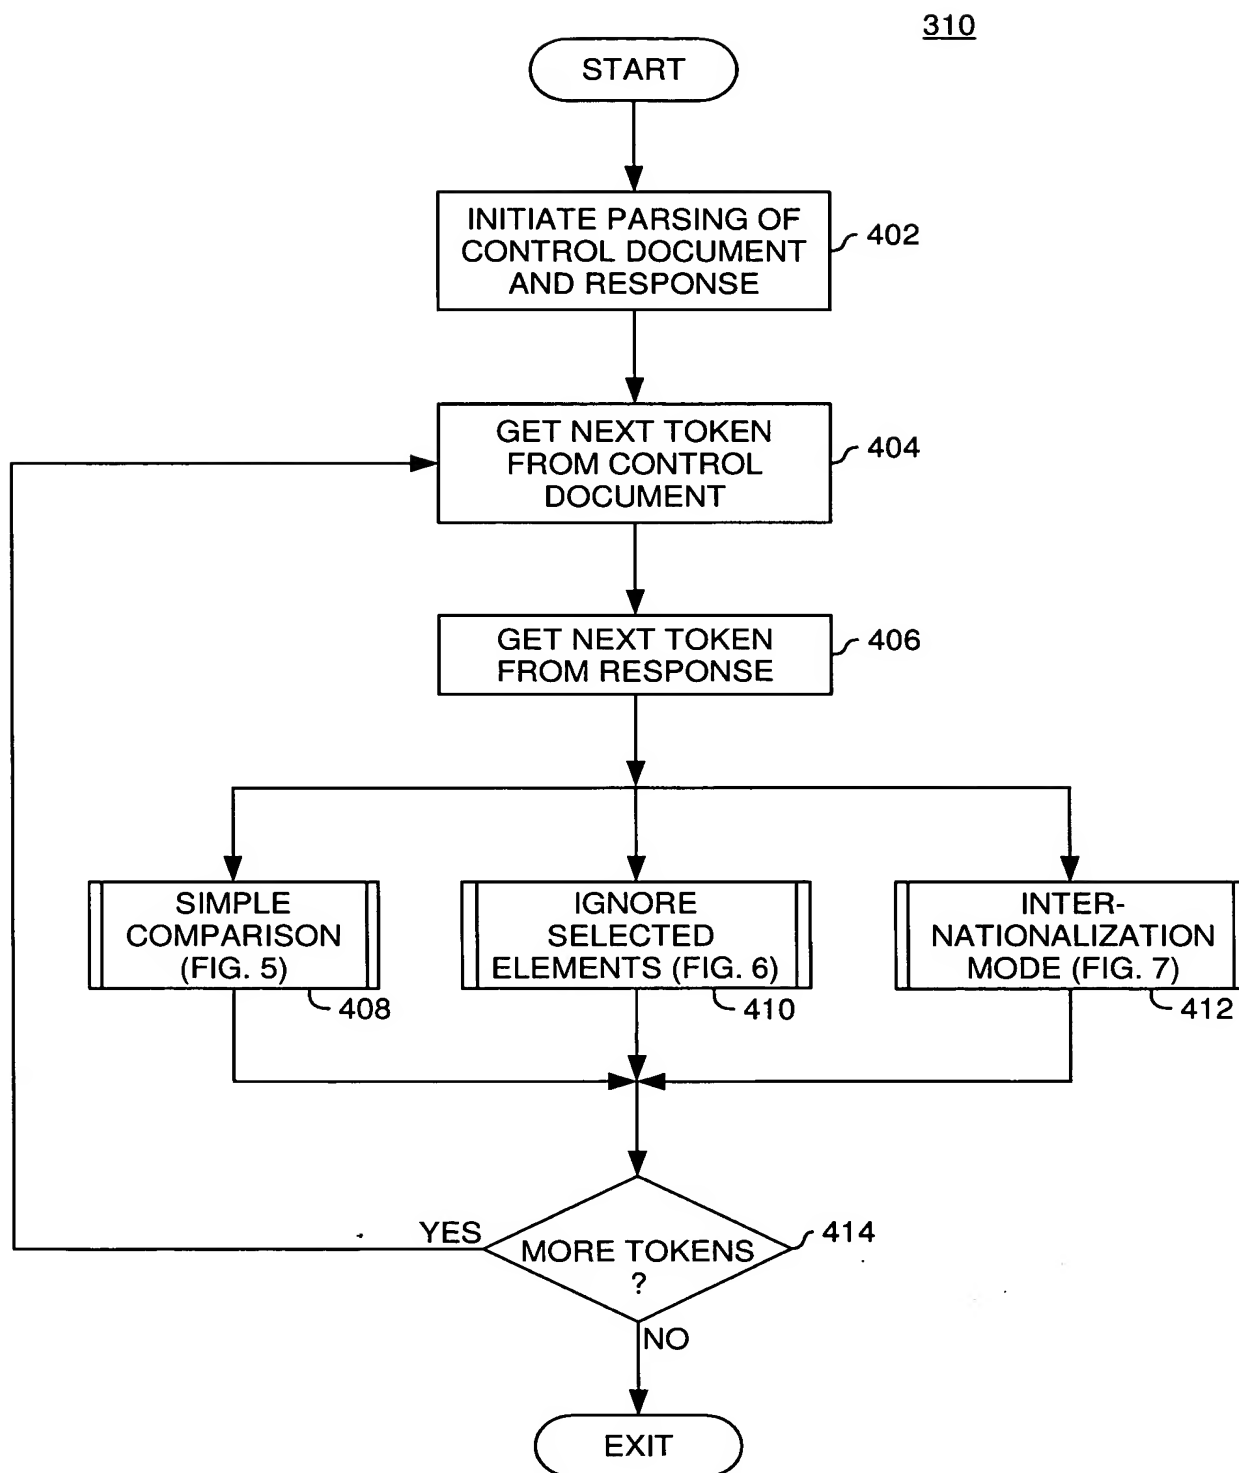 310
START
INITIATE PARSING OF
CONTROL DOCUMENT
AND RESPONSE
402
GET NEXT TOKEN
FROM CONTROL
DOCUMENT
404
GET NEXT TOKEN
FROM RESPONSE
406
SIMPLE
COMPARISON
(FIG. 5)
408
IGNORE
SELECTED
ELEMENTS (FIG. 6)
410
INTER-
NATIONALIZATION
MODE (FIG. 7)
412
YES
MORE TOKENS
?
414
NO
EXIT